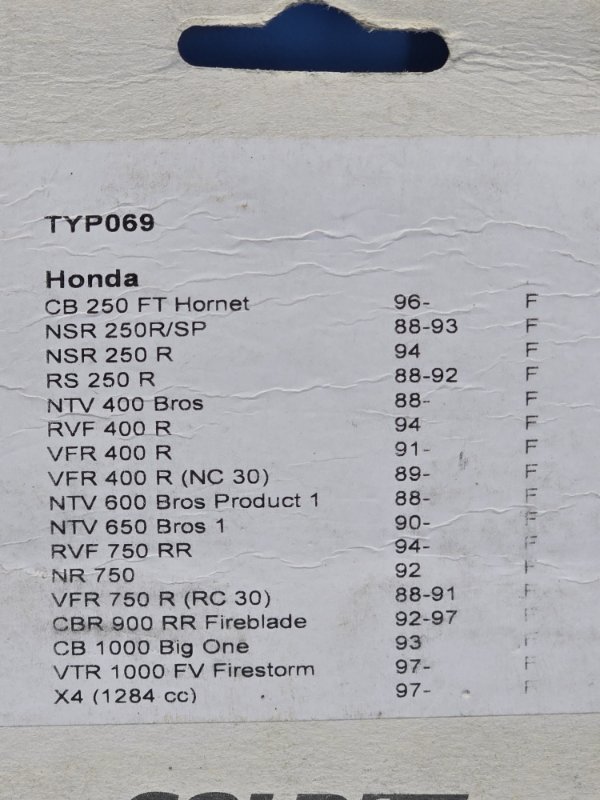 TYP069
Honda
CB 250 FT Hornet 96- F
NSR 250R/SP 88-93 F
NSR 250 R 94 F
RS 250 R 88-92 F
NTV 400 Bros 88- F
RVF 400 R 94 F
VFR 400 R 91- F
VFR 400 R (NC 30) 89- F
NTV 600 Bros Product 1 88- F
NTV 650 Bros 1 90- F
RVF 750 RR 94- F
NR 750 92 F
VFR 750 R (RC 30) 88-91 F
CBR 900 RR Fireblade 92-97 F
CB 1000 Big One 93 F
VTR 1000 FV Firestorm 97- F
X4 (1284 cc) 97- F